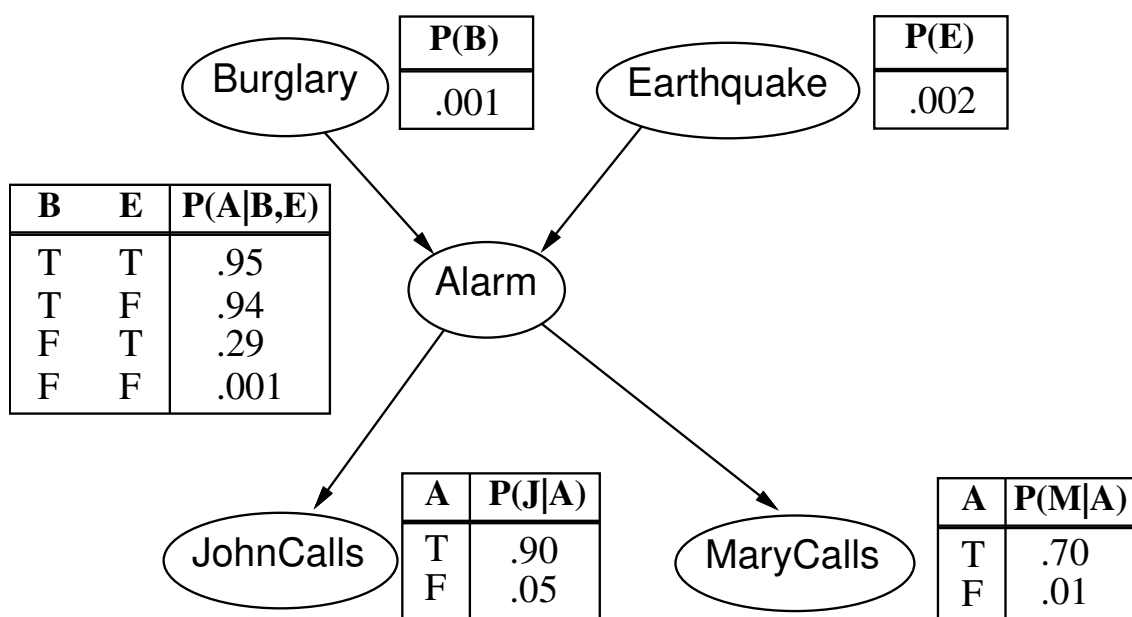 P(B)
Burglary
.001
P(E)
Earthquake
.002
B E P(A|B,E)
T T .95
T F .94
F T .29
F F .001
Alarm
JohnCalls
A P(J|A)
T .90
F .05
MaryCalls
A P(M|A)
T .70
F .01